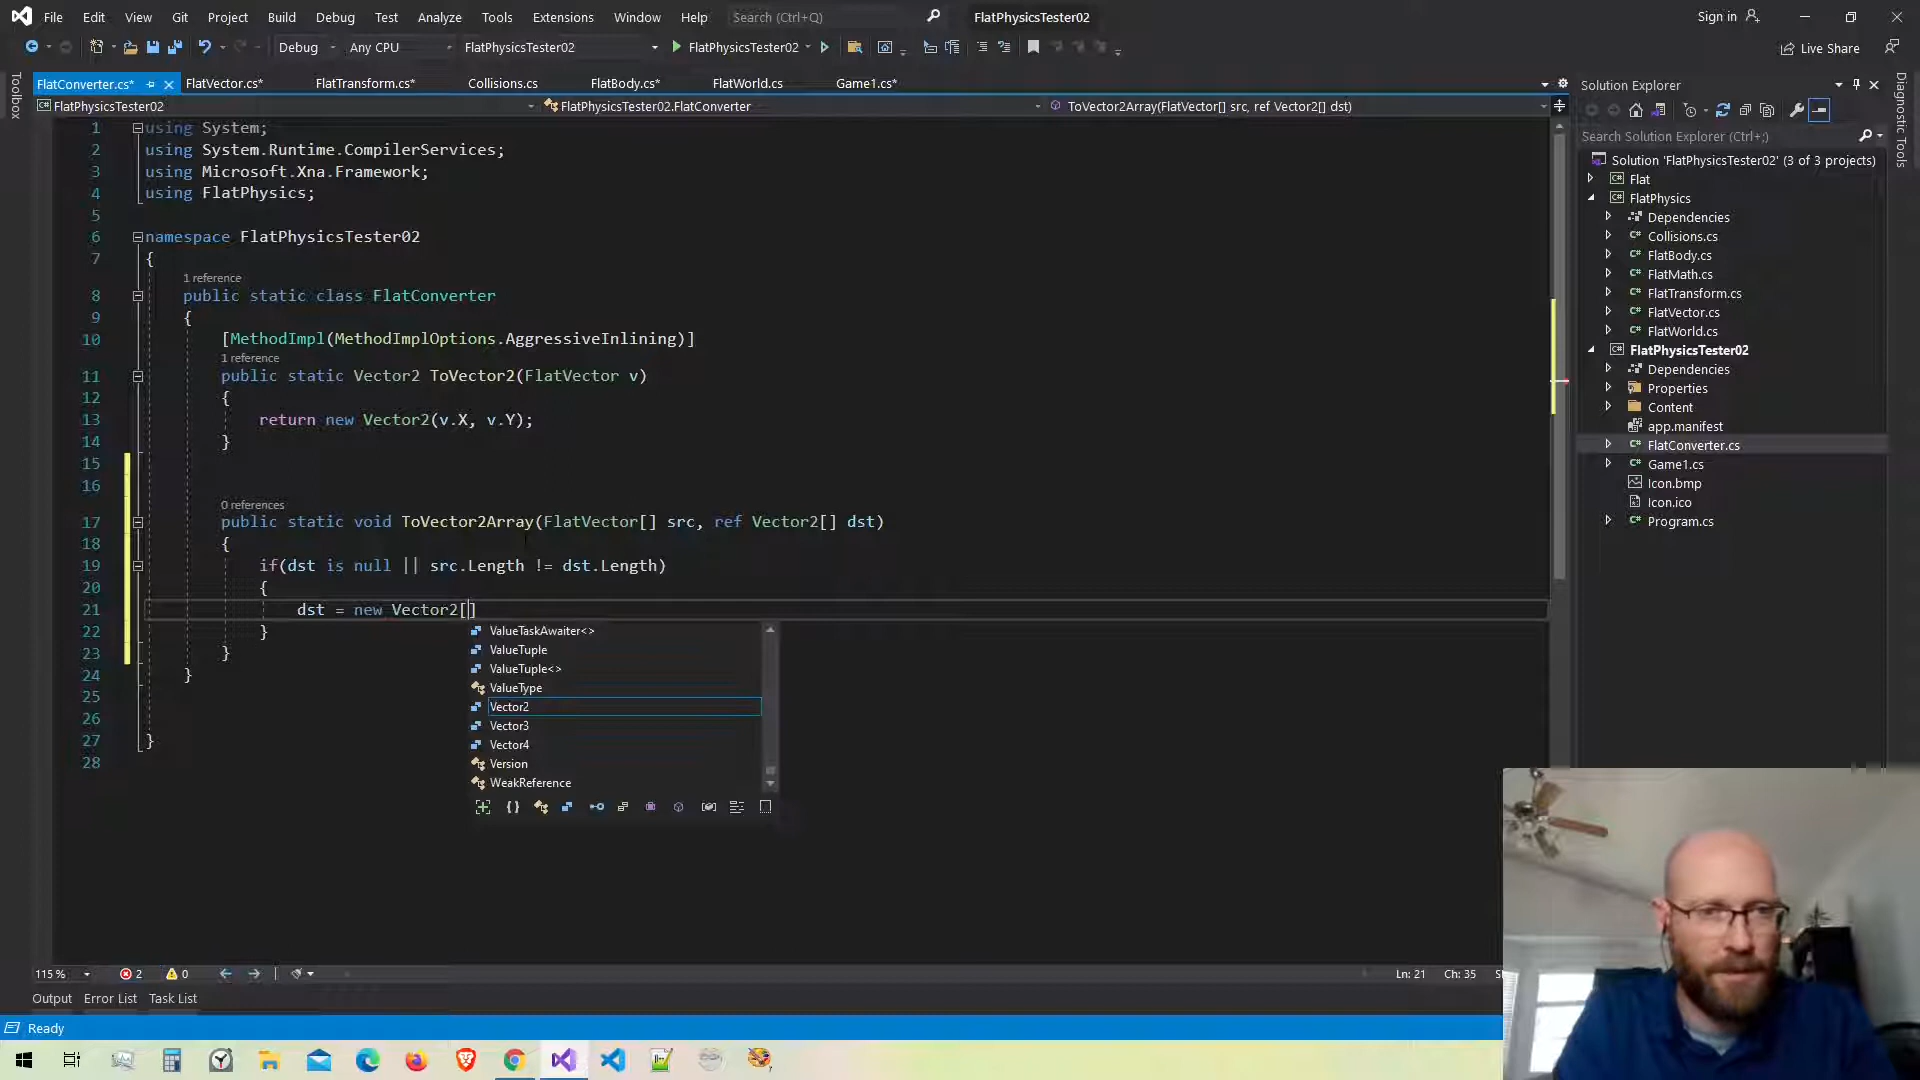 File Edit View Git Project Build Debug Test Analyze Tools Extensions Window Help Search (Ctrl+Q) FlatPhysicsTester02 Sign in
Debug Any CPU FlatPhysicsTester02 FlatPhysicsTester02 Live Share
Toolbox
FlatConverter.cs* FlatVector.cs* FlatTransform.cs* Collisions.cs FlatBody.cs* FlatWorld.cs Game1.cs*
FlatPhysicsTester02 FlatPhysicsTester02.FlatConverter ToVector2Array(FlatVector[] src, ref Vector2[] dst)
1 using System;
2 using System.Runtime.CompilerServices;
3 using Microsoft.Xna.Framework;
4 using FlatPhysics;
5
6 namespace FlatPhysicsTester02
7 {
1 reference
8 public static class FlatConverter
9 {
10 [MethodImpl(MethodImplOptions.AggressiveInlining)]
1 reference
11 public static Vector2 ToVector2(FlatVector v)
12 {
13 return new Vector2(v.X, v.Y);
14 }
15
16
0 references
17 public static void ToVector2Array(FlatVector[] src, ref Vector2[] dst)
18 {
19 if(dst is null || src.Length != dst.Length)
20 {
21 dst = new Vector2[]
22 }
23 }
24 }
25
26
27 }
28
ValueTaskAwaiter<>
ValueTuple
ValueTuple<>
ValueType
Vector2
Vector3
Vector4
Version
WeakReference
Solution Explorer
Search Solution Explorer (Ctrl+;)
Solution 'FlatPhysicsTester02' (3 of 3 projects)
Flat
FlatPhysics
Dependencies
Collisions.cs
FlatBody.cs
FlatMath.cs
FlatTransform.cs
FlatVector.cs
FlatWorld.cs
FlatPhysicsTester02
Dependencies
Properties
Content
app.manifest
FlatConverter.cs
Game1.cs
Icon.bmp
Icon.ico
Program.cs
Diagnostic Tools
115 % 2 0 Ln: 21 Ch: 35
Output Error List Task List
Ready